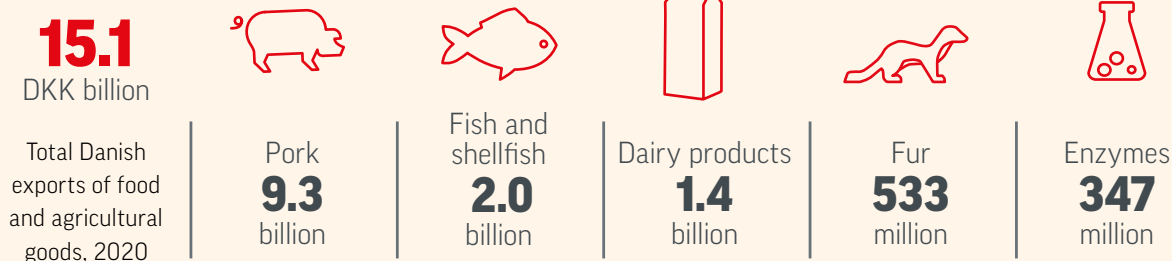 15.1
DKK billion
Total Danish
exports of food
and agricultural
goods, 2020
Pork
9.3
billion
Fish and
shellfish
2.0
billion
Dairy products
1.4
billion
Fur
533
million
Enzymes
347
million